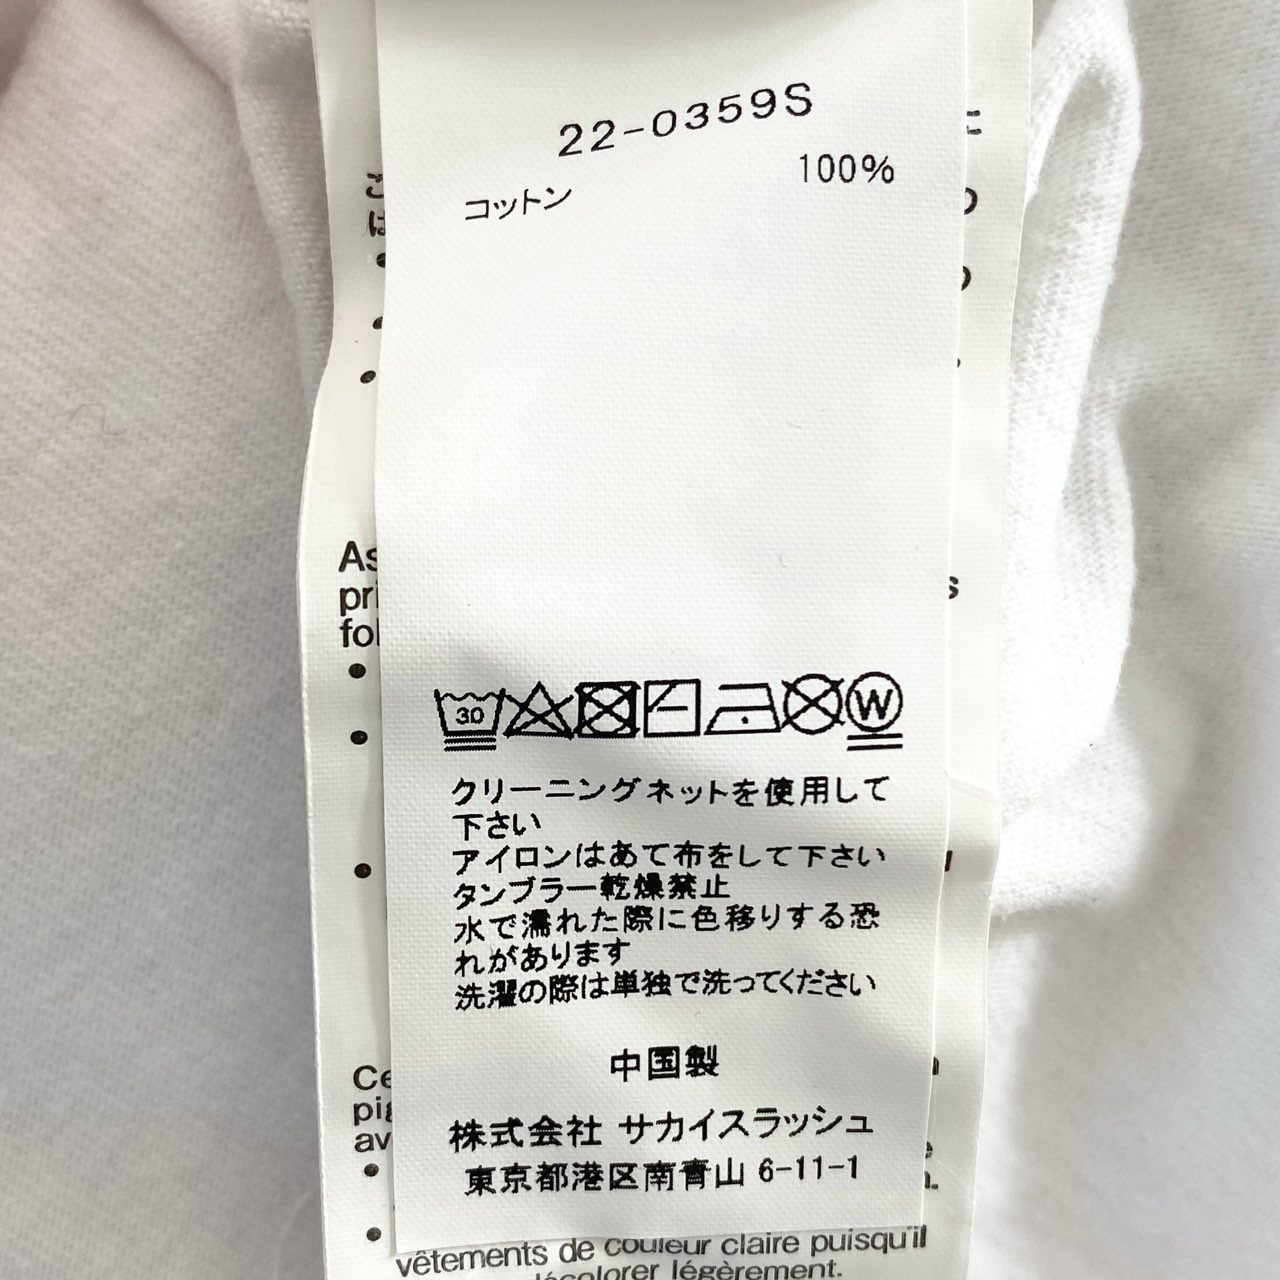 22-0359S
コットン 100%
30
W
クリーニングネットを使用して
下さい
アイロンはあて布をして下さい
タンブラー乾燥禁止
水で濡れた際に色移りする恐
れがあります
洗濯の際は単独で洗ってください
中国製
株式会社 サカイスラッシュ
東京都港区南青山 6-11-1
vêtements de couleur claire puisqu'il
décolorer légèrement.